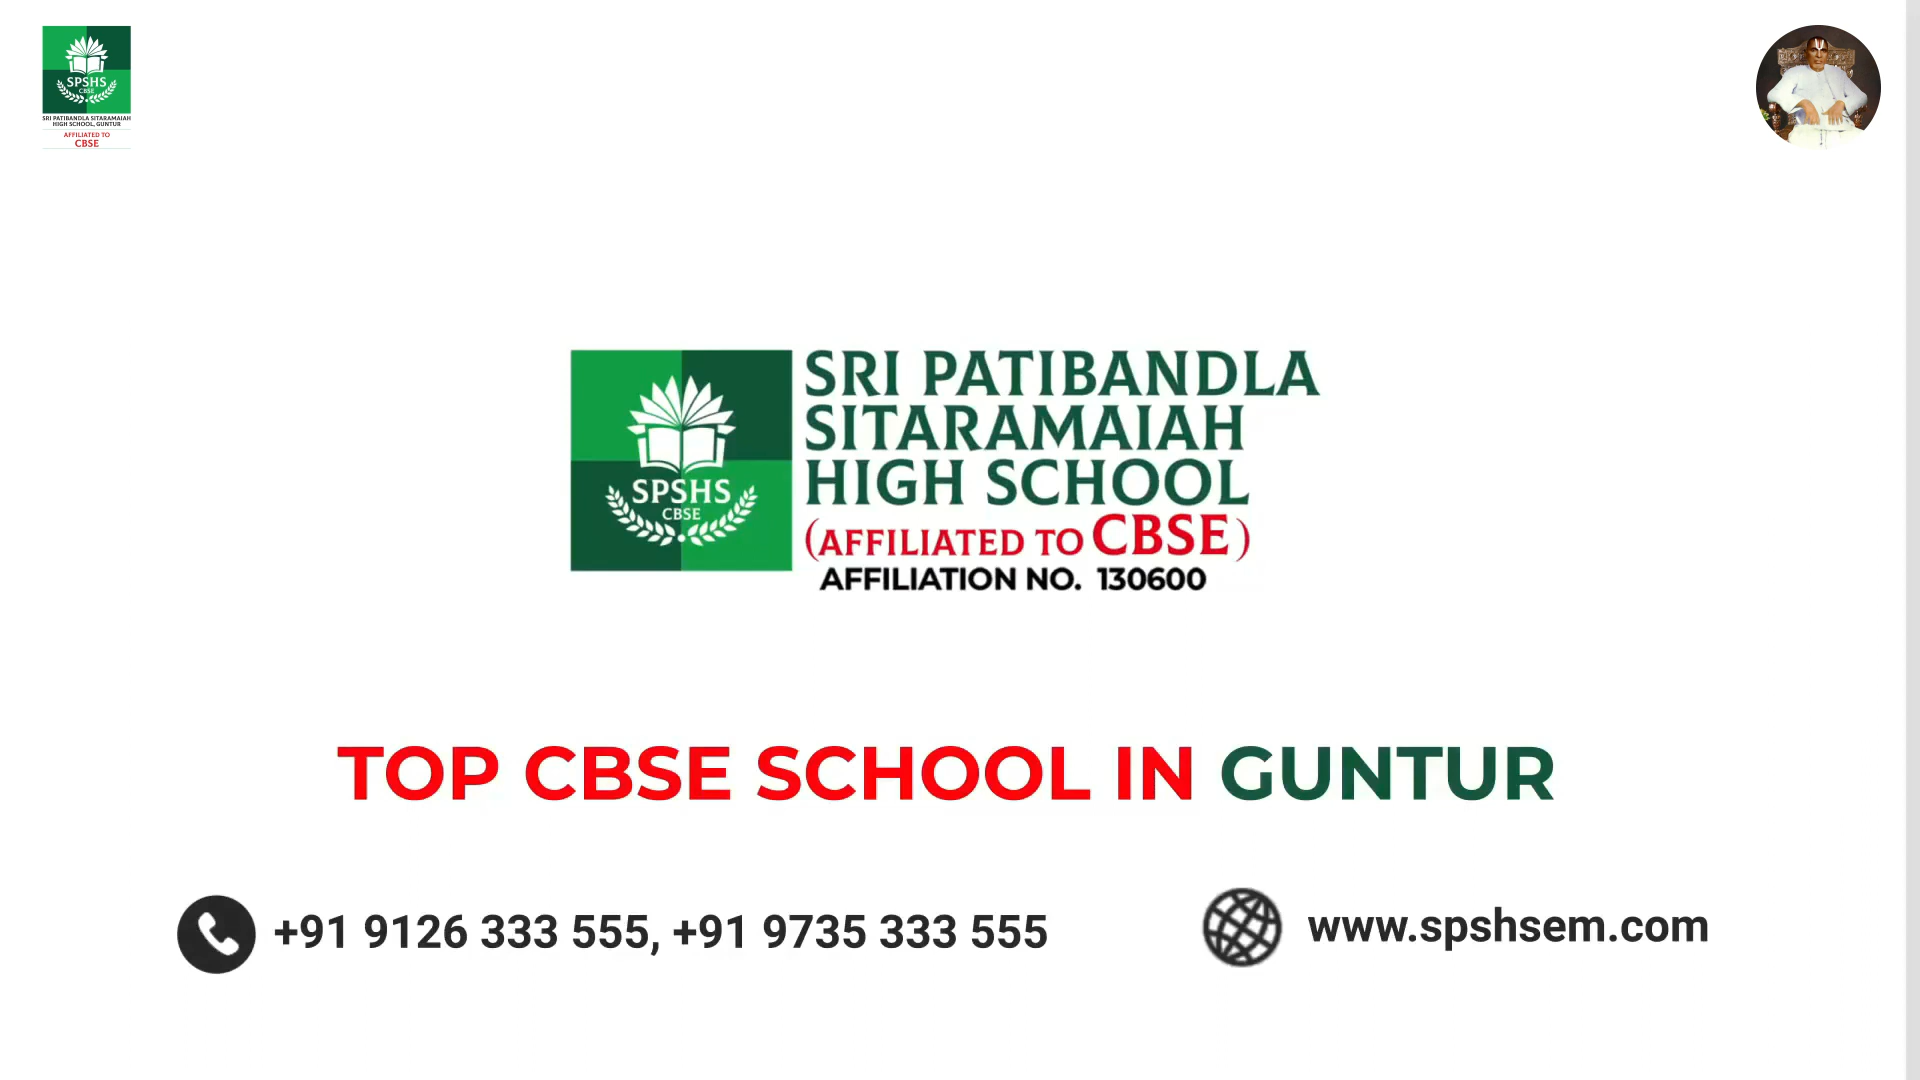 SPSHS
CBSE
SRI PATIBANDLA SITARAMAIAH
HIGH SCHOOL, GUNTUR
AFFILIATED TO
CBSE
SPSHS
CBSE
SRI PATIBANDLA
SITARAMAIAH
HIGH SCHOOL
(AFFILIATED TO CBSE)
AFFILIATION NO. 130600
TOP CBSE SCHOOL IN GUNTUR
+91 9126 333 555, +91 9735 333 555
www.spshsem.com